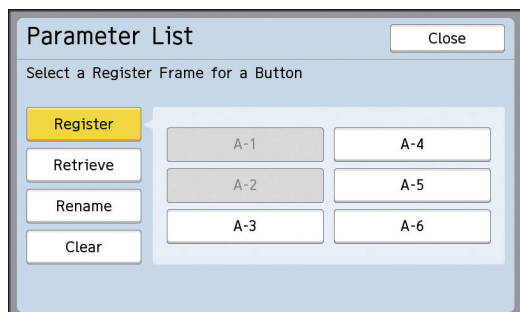 Parameter List
Close
Select a Register Frame for a Button
Register
Retrieve
Rename
Clear
A-1
A-4
A-2
A-5
A-3
A-6